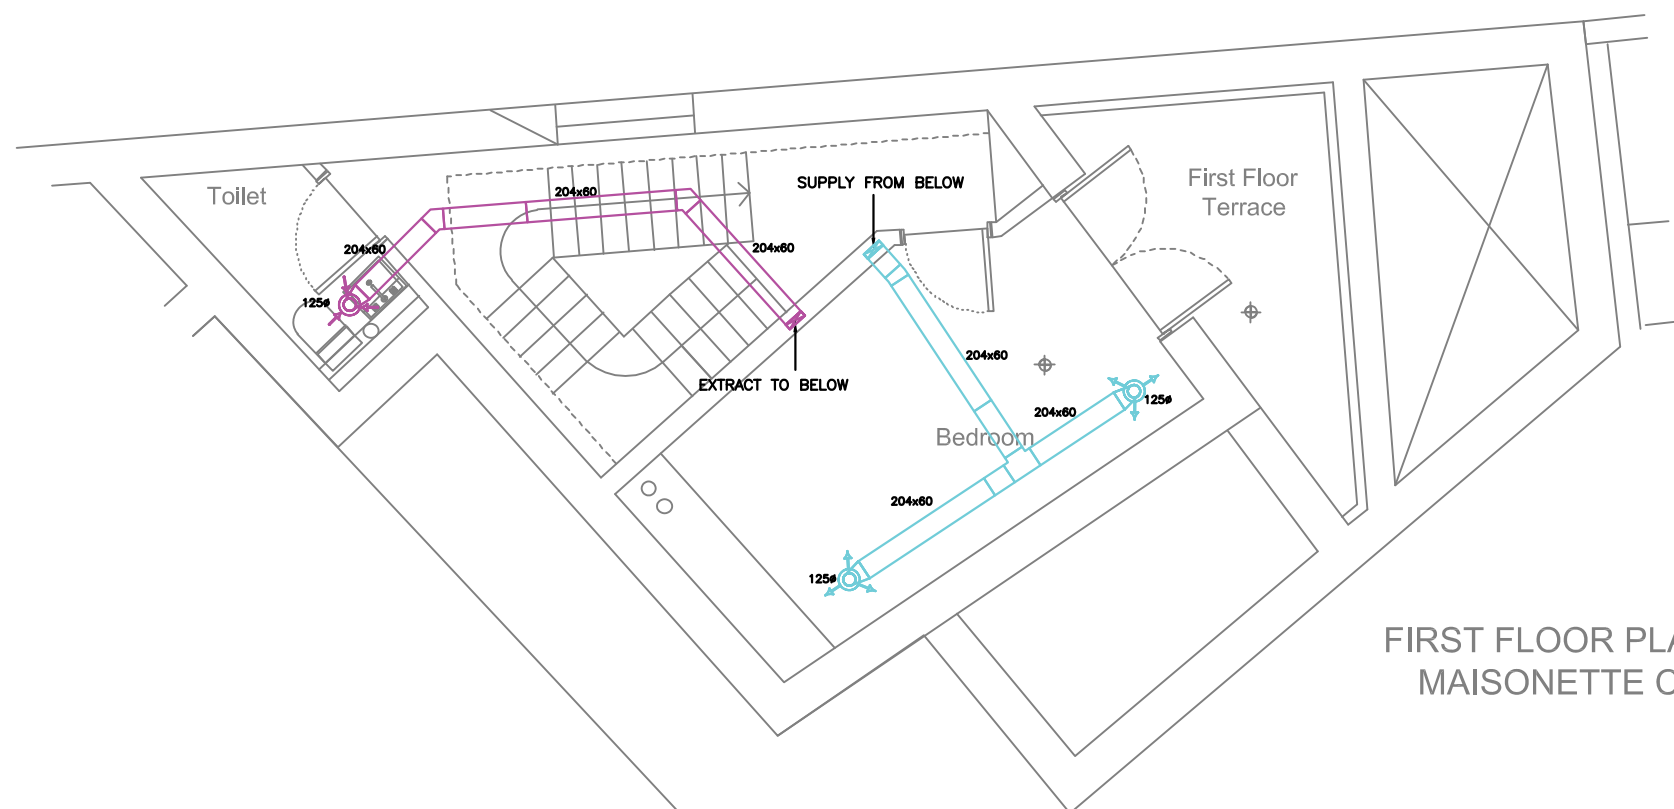 SUPPLY FROM BELOW
First Floor
Terrace
Toilet
204x60
204x60
204x60
125ø
204x60
EXTRACT TO BELOW
204x60
125ø
Bedroom
204x60
125ø
FIRST FLOOR PLA
MAISONETTE C